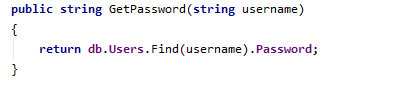 public string GetPassword(string username)
{
    return db.Users.Find(username).Password;
}